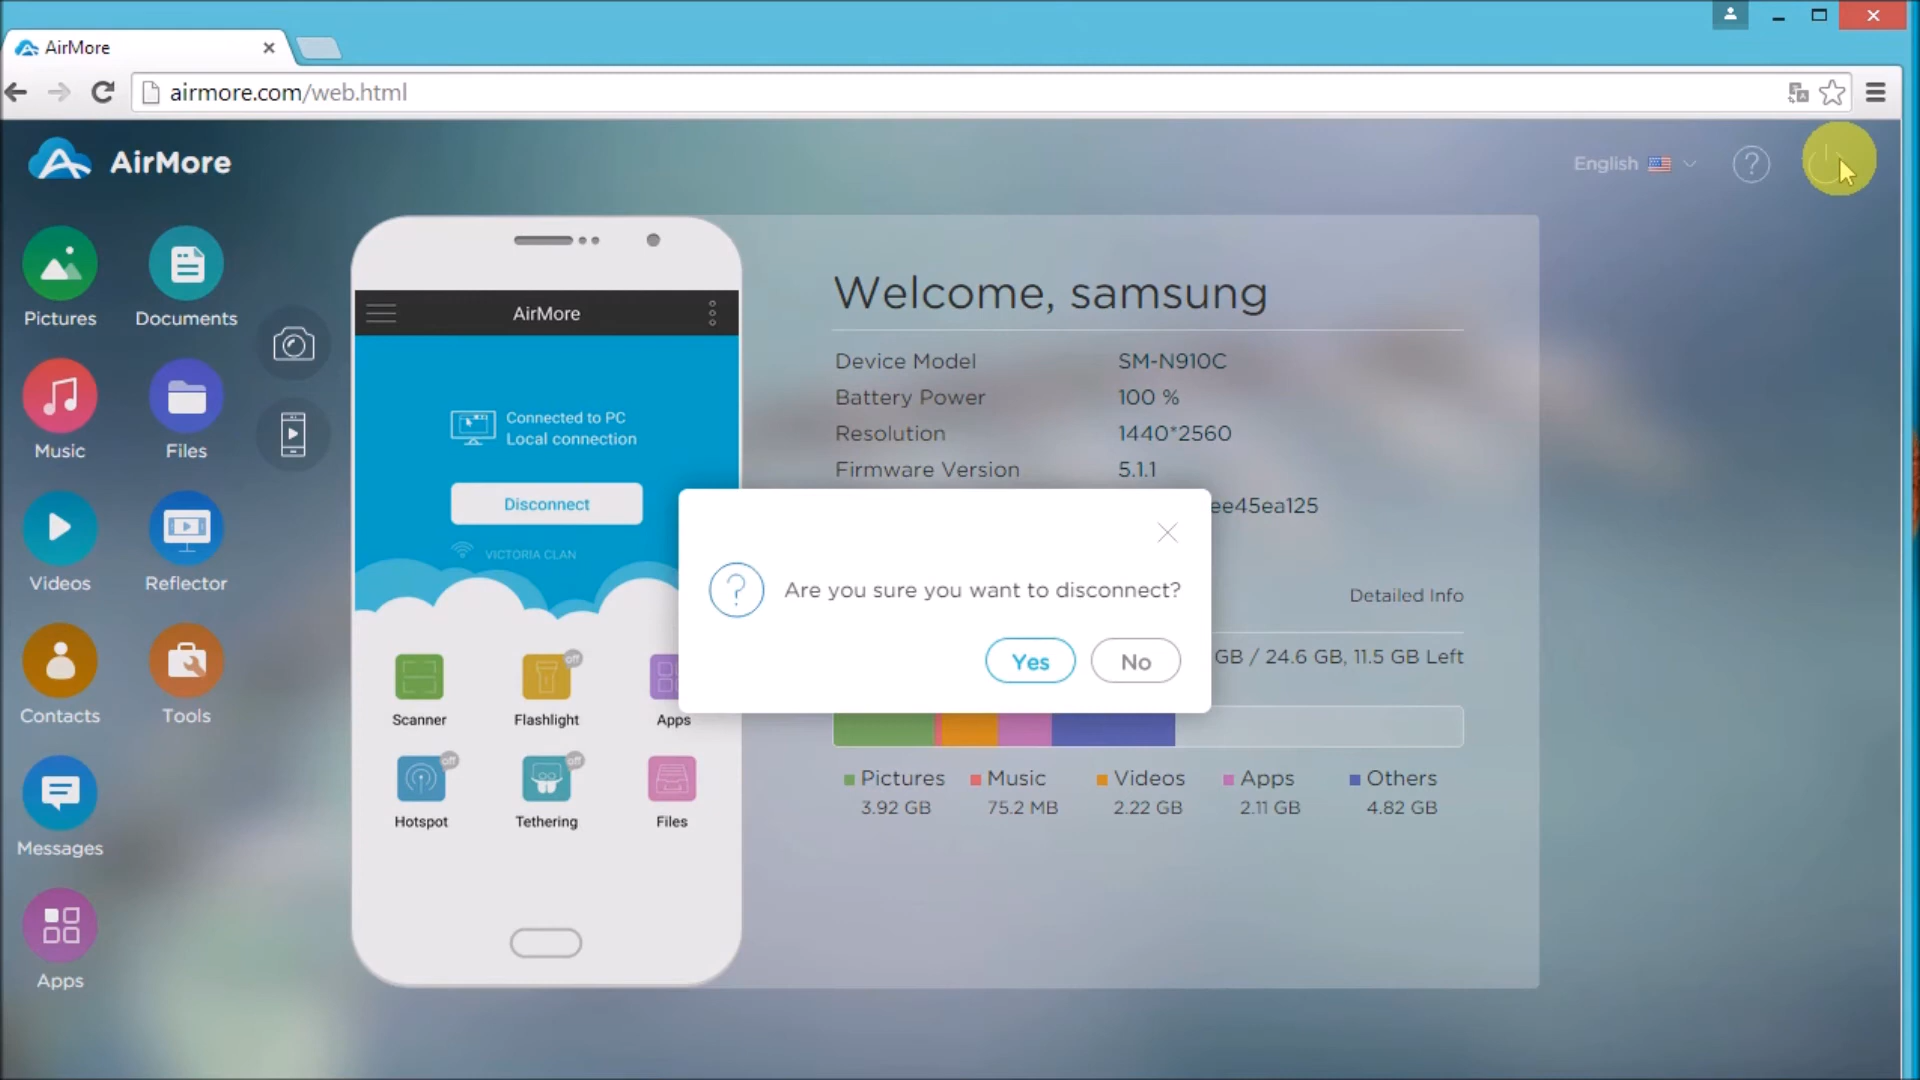 AirMore
airmore.com/web.html
AirMore
English
Pictures
Documents
Music
Files
Videos
Reflector
Contacts
Tools
Messages
Apps
AirMore
Connected to PC
Local connection
Disconnect
VICTORIA CLAN
Scanner
off
Flashlight
Apps
off
Hotspot
off
Tethering
Files
Welcome, samsung
Device Model SM-N910C
Battery Power 100 %
Resolution 1440*2560
Firmware Version 5.1.1
ee45ea125
Detailed Info
GB / 24.6 GB, 11.5 GB Left
Are you sure you want to disconnect?
Yes No
Pictures Music Videos Apps Others
3.92 GB 75.2 MB 2.22 GB 2.11 GB 4.82 GB